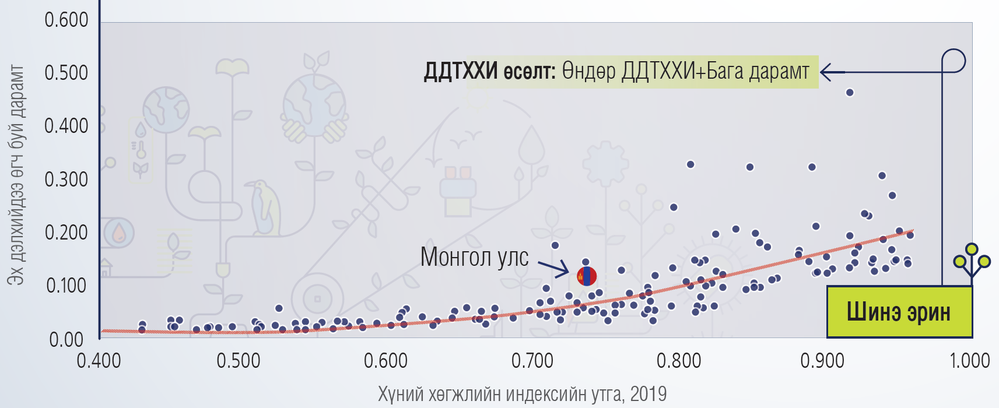 0.600
0.500
0.400
0.300
0.200
0.100
0.00
Эх дэлхийдээ өгч буй дарамт
ДДТХХИ өсөлт: Өндөр ДДТХХИ+Бага дарамт
Монгол улс
Шинэ эрин
0.400 0.500 0.600 0.700 0.800 0.900 1.000
Хүний хөгжлийн индексийн утга, 2019